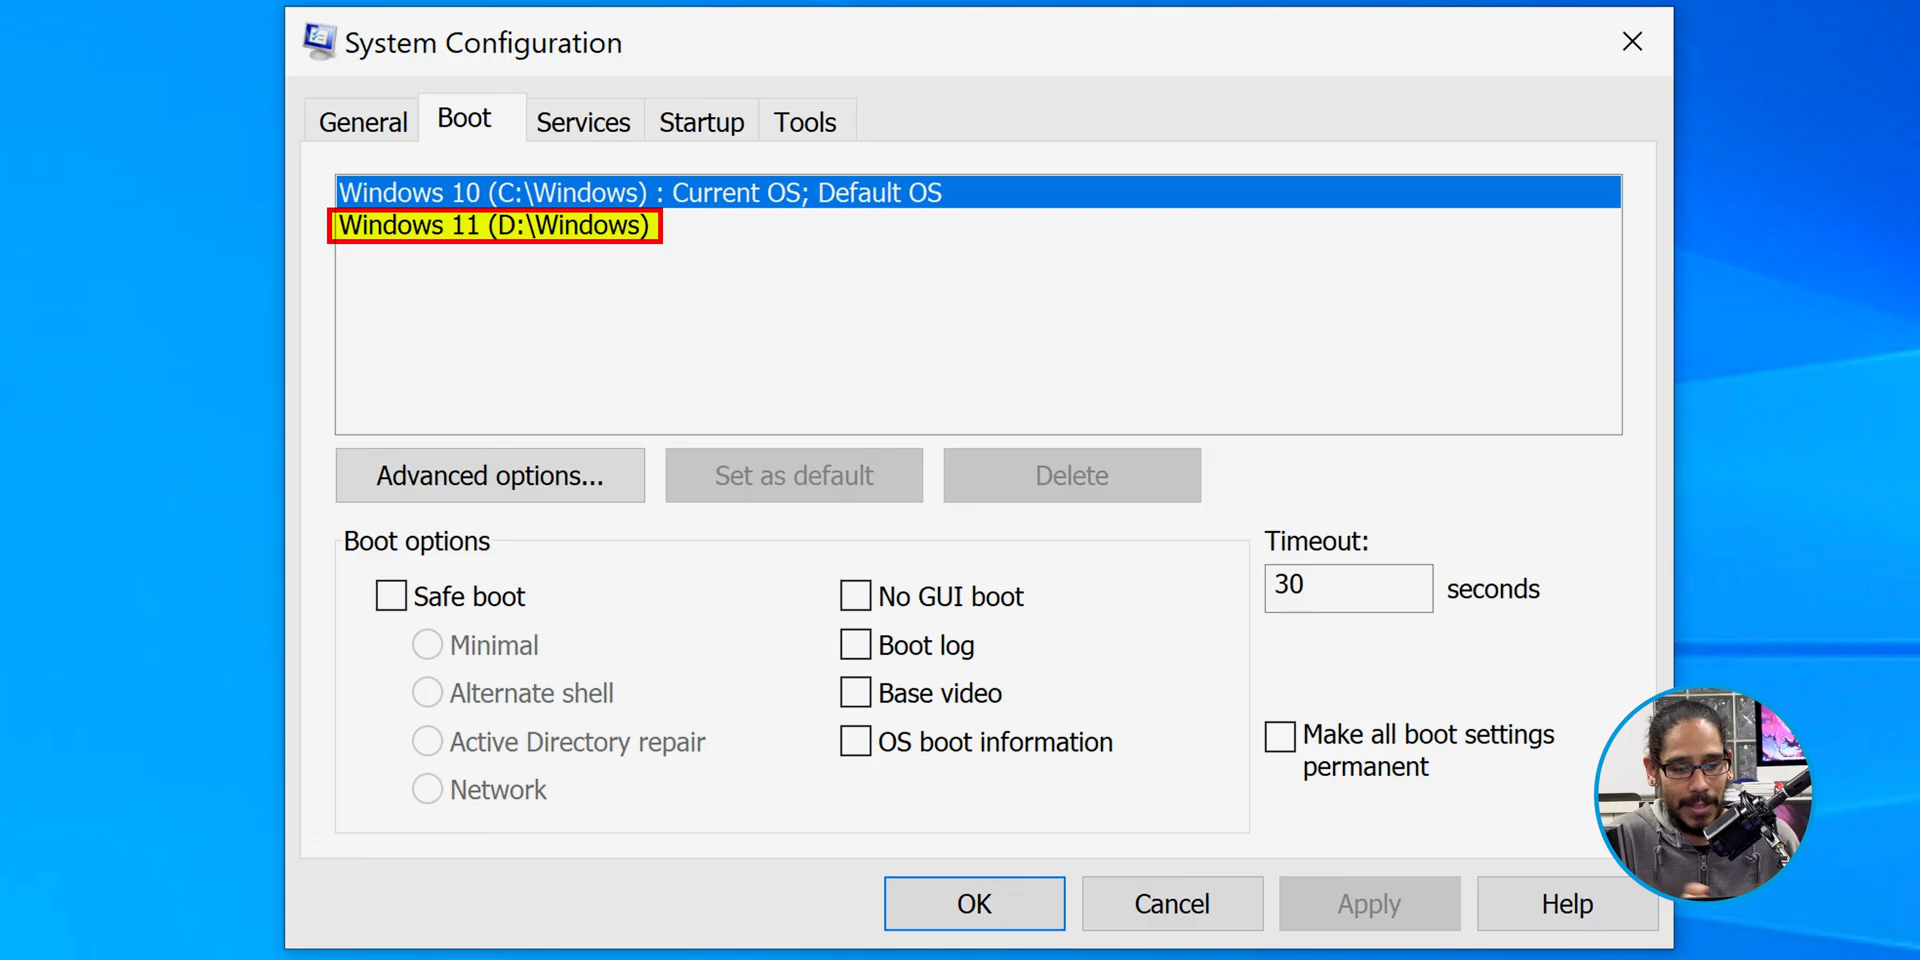 System Configuration
General Boot Services Startup Tools
Windows 10 (C:\Windows) : Current OS; Default OS
Windows 11 (D:\Windows)
Advanced options... Set as default Delete
Boot options
Timeout:
Safe boot
No GUI boot
30 seconds
Minimal
Boot log
Alternate shell
Base video
Active Directory repair
OS boot information
Make all boot settings
permanent
Network
OK Cancel Apply Help